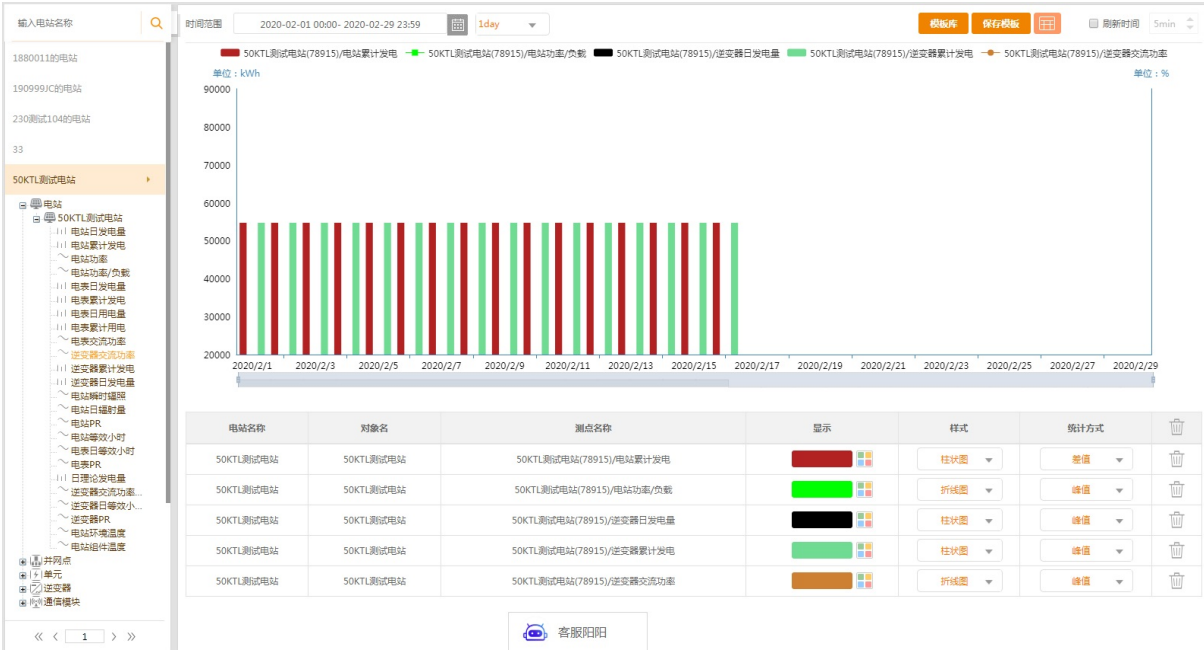 输入电站名称
1880011的电站
190999JC的电站
230测试104的电站
33
50KTL测试电站
电站
50KTL测试电站
电站日发电量
电站累计发电
电站功率
电站功率/负载
电表日发电量
电表累计发电
电表日用电量
电表累计用电
电表交流功率
逆变器交流功率
逆变器累计发电
逆变器日发电量
电站瞬时辐照
电站日辐射量
电站PR
电站等效小时
电表日等效小时
电表PR
日理论发电量
逆变器交流功率...
逆变器日等效小...
逆变器PR
电站环境温度
电站组件温度
并网点
单元
逆变器
通信模块
1
时间范围 2020-02-01 00:00- 2020-02-29 23:59 1day 模板库 保存模板 刷新时间 5min
50KTL测试电站(78915)/电站累计发电 50KTL测试电站(78915)/电站功率/负载 50KTL测试电站(78915)/逆变器日发电量 50KTL测试电站(78915)/逆变器累计发电 50KTL测试电站(78915)/逆变器交流功率
单位：kWh 单位：%
90000
80000
70000
60000
50000
40000
30000
20000
2020/2/1 2020/2/3 2020/2/5 2020/2/7 2020/2/9 2020/2/11 2020/2/13 2020/2/15 2020/2/17 2020/2/19 2020/2/21 2020/2/23 2020/2/25 2020/2/27 2020/2/29
电站名称 对象名 测点名称 显示 样式 统计方式
50KTL测试电站 50KTL测试电站 50KTL测试电站(78915)/电站累计发电 柱状图 差值
50KTL测试电站 50KTL测试电站 50KTL测试电站(78915)/电站功率/负载 折线图 峰值
50KTL测试电站 50KTL测试电站 50KTL测试电站(78915)/逆变器日发电量 柱状图 峰值
50KTL测试电站 50KTL测试电站 50KTL测试电站(78915)/逆变器累计发电 柱状图 峰值
50KTL测试电站 50KTL测试电站 50KTL测试电站(78915)/逆变器交流功率 折线图 峰值
客服阳阳